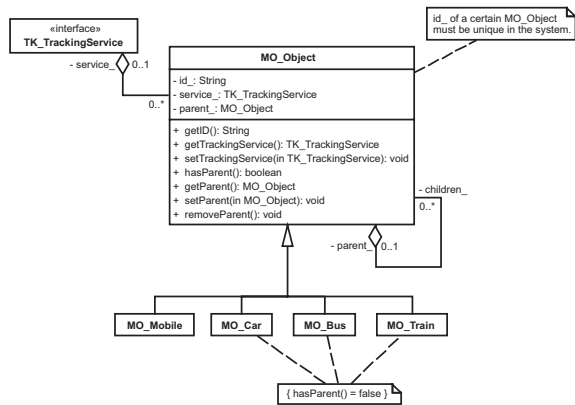 «interface»
TK_TrackingService
- service_
0..1
0..*
id_ of a certain MO_Object
must be unique in the system.
MO_Object
- id_: String
- service_: TK_TrackingService
- parent_: MO_Object
+ getID(): String
+ getTrackingService(): TK_TrackingService
+ setTrackingService(in TK_TrackingService): void
+ hasParent(): boolean
+ getParent(): MO_Object
+ setParent(in MO_Object): void
+ removeParent(): void
- children_
0..*
- parent_
0..1
MO_Mobile
MO_Car
MO_Bus
MO_Train
{ hasParent() = false }